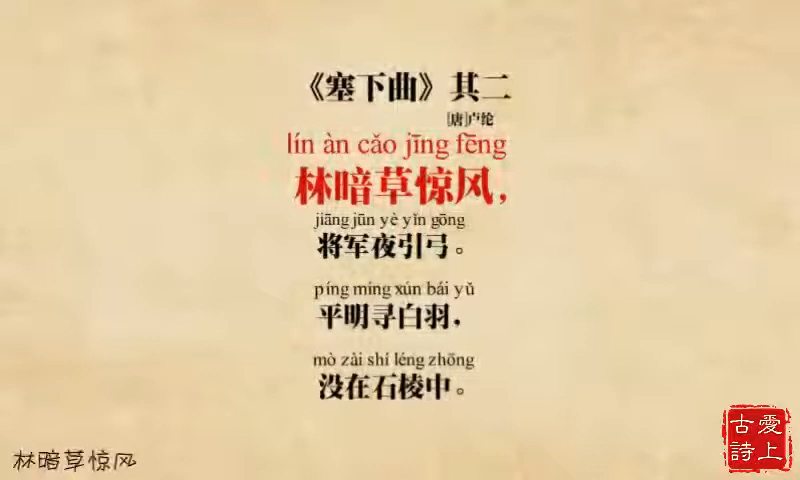 《塞下曲》其二
[唐]卢纶
lín àn cǎo jīng fēng
林暗草惊风，
jiāng jūn yè yǐn gōng
将军夜引弓。
píng míng xún bái yǔ
平明寻白羽，
mò zài shí léng zhōng
没在石棱中。
林暗草惊风
愛上
古詩